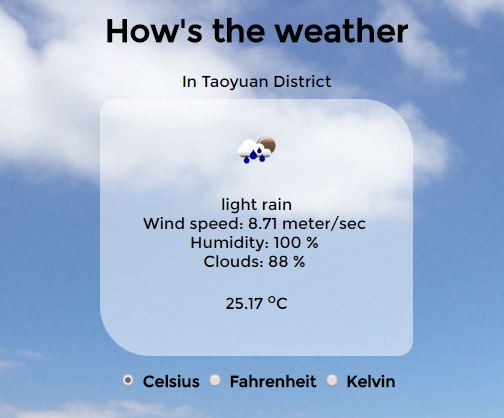 How's the weather
In Taoyuan District
light rain
Wind speed: 8.71 meter/sec
Humidity: 100 %
Clouds: 88 %
25.17 ºC
Celsius Fahrenheit Kelvin